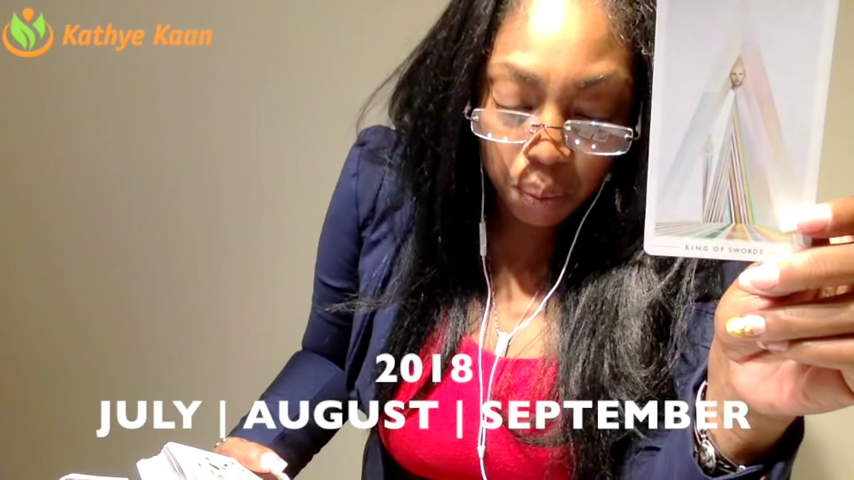 Kathye Kaan
KING OF SWORDS
2018
JULY | AUGUST | SEPTEMBER